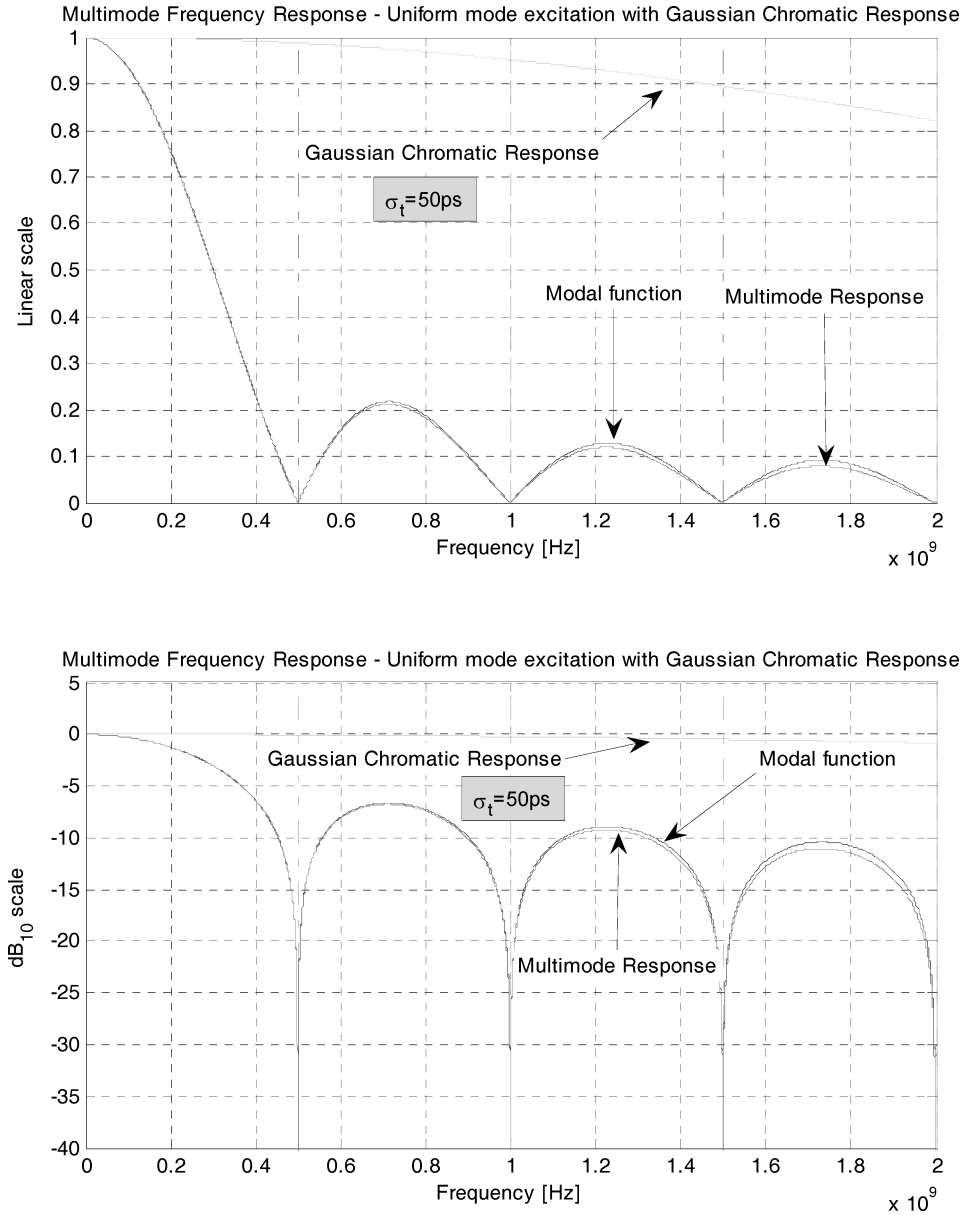 Multimode Frequency Response - Uniform mode excitation with Gaussian Chromatic Response
1
0.9
0.8
0.7
0.6
0.5
0.4
0.3
0.2
0.1
0
Linear scale
Gaussian Chromatic Response
σt=50ps
Modal function
Multimode Response
0 0.2 0.4 0.6 0.8 1 1.2 1.4 1.6 1.8 2
Frequency [Hz]
x 10^9
Multimode Frequency Response - Uniform mode excitation with Gaussian Chromatic Response
5
0
-5
-10
-15
-20
-25
-30
-35
-40
dB10 scale
Gaussian Chromatic Response
Modal function
σt=50ps
Multimode Response
0 0.2 0.4 0.6 0.8 1 1.2 1.4 1.6 1.8 2
Frequency [Hz]
x 10^9